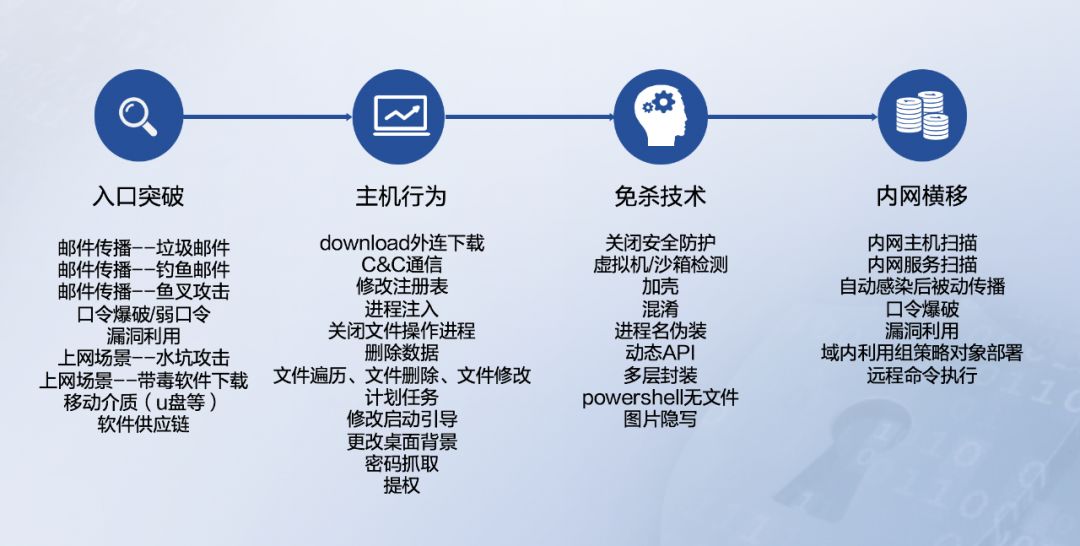 入口突破
邮件传播--垃圾邮件
邮件传播--钓鱼邮件
邮件传播--鱼叉攻击
口令爆破/弱口令
漏洞利用
上网场景--水坑攻击
上网场景--带毒软件下载
移动介质（u盘等）
软件供应链
主机行为
download外连下载
C&C通信
修改注册表
进程注入
关闭文件操作进程
删除数据
文件遍历、文件删除、文件修改
计划任务
修改启动引导
更改桌面背景
密码抓取
提权
免杀技术
关闭安全防护
虚拟机/沙箱检测
加壳
混淆
进程名伪装
动态API
多层封装
powershell无文件
图片隐写
内网横移
内网主机扫描
内网服务扫描
自动感染后被动传播
口令爆破
漏洞利用
域内利用组策略对象部署
远程命令执行